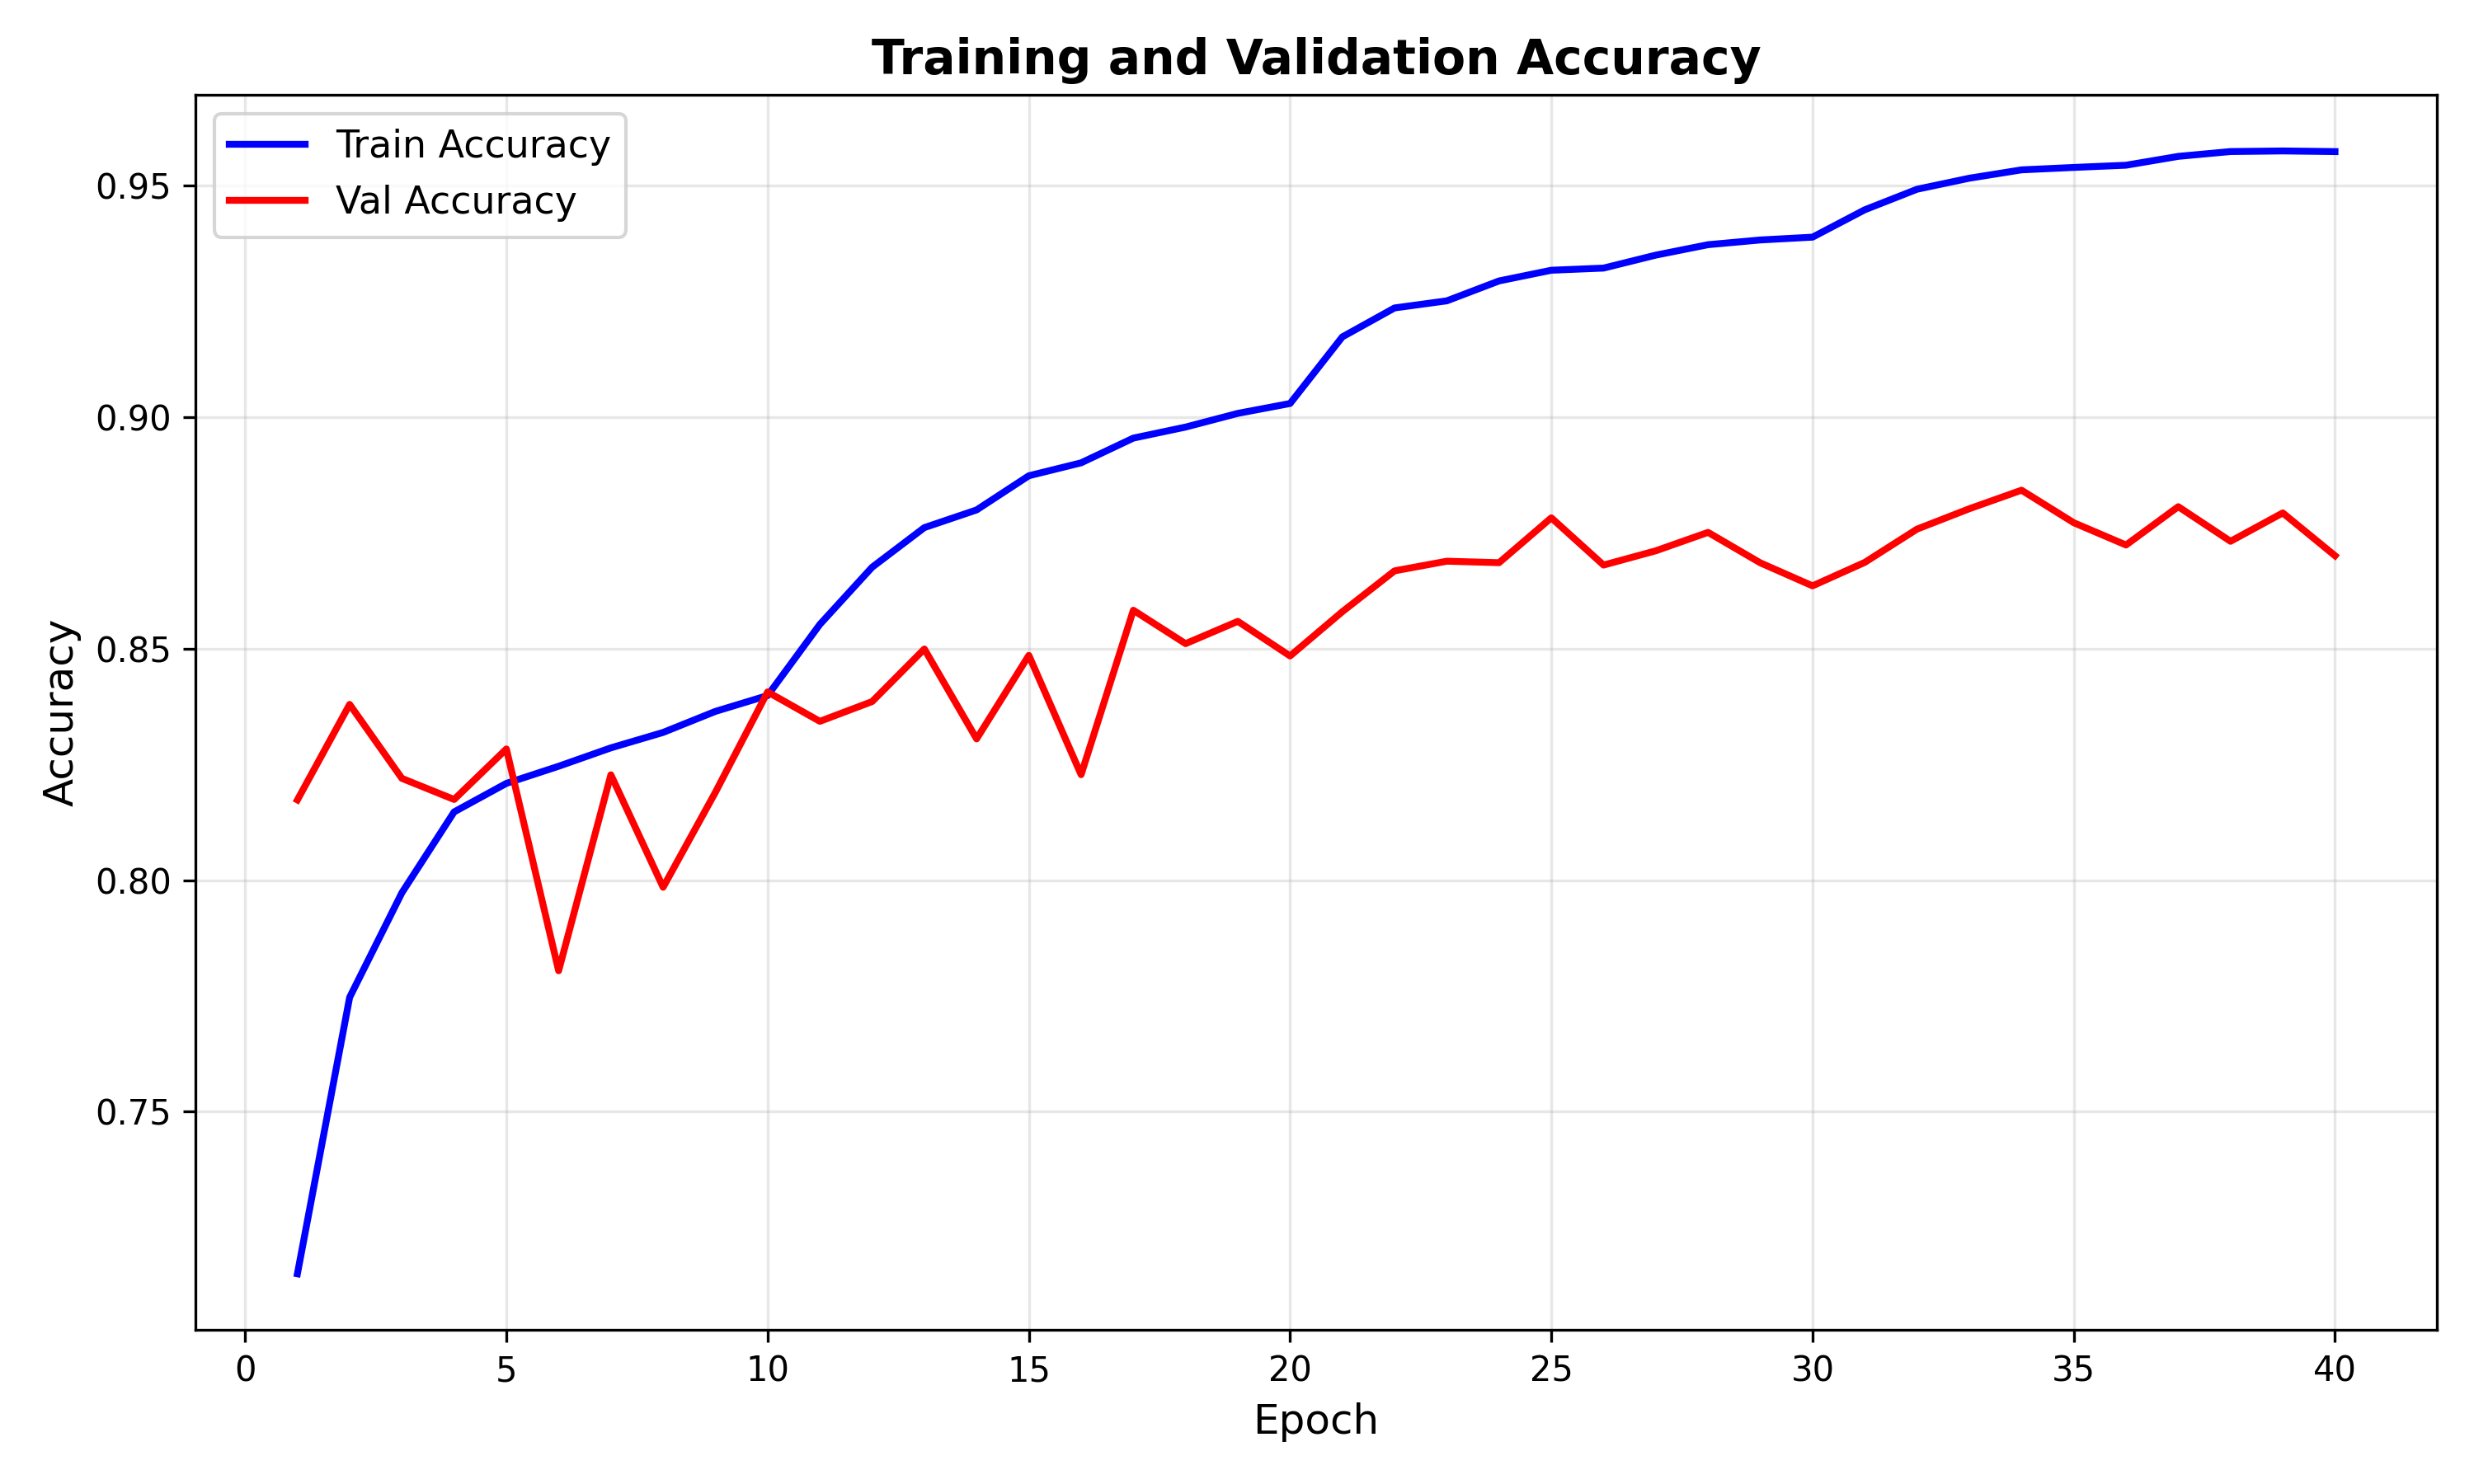 Training and Validation Accuracy
Train Accuracy
Val Accuracy
0.95
0.90
0.85
0.80
0.75
Accuracy
0 5 10 15 20 25 30 35 40
Epoch